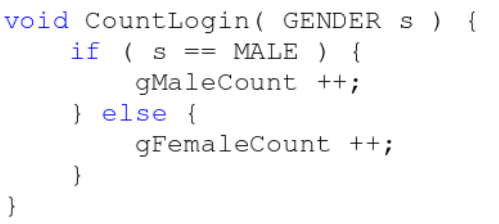 void CountLogin( GENDER s ) {
    if ( s == MALE ) {
        gMaleCount ++;
    } else {
        gFemaleCount ++;
    }
}